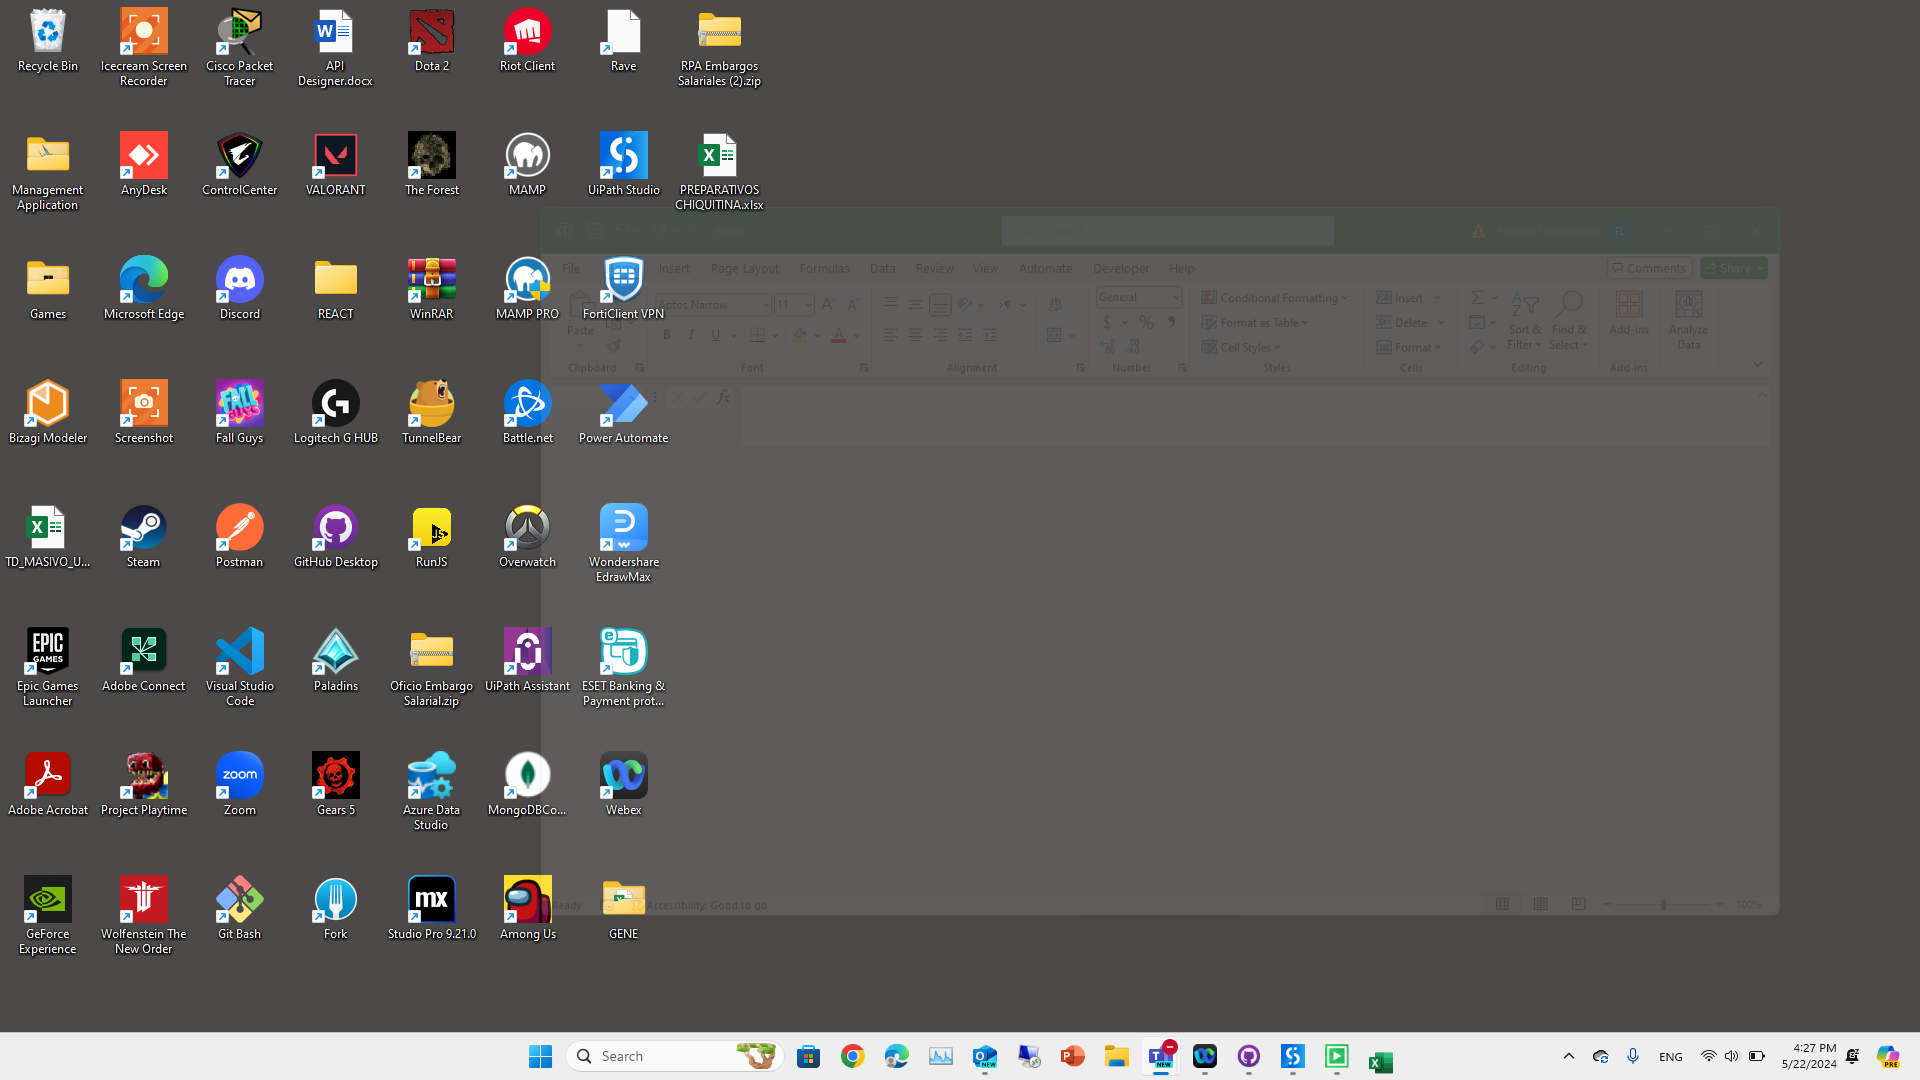 Recycle Bin
Icecream Screen
Recorder
Cisco Packet
Tracer
API
Designer.docx
Dota 2
Riot Client
Rave
RPA Embargos
Salariales (2).zip
Management
Application
AnyDesk
ControlCenter
VALORANT
The Forest
MAMP
UiPath Studio
PREPARATIVOS
CHIQUITINA.xlsx
Games
Microsoft Edge
Discord
REACT
WinRAR
MAMP PRO
FortiClient VPN
Bizagi Modeler
Screenshot
Fall Guys
Logitech G HUB
TunnelBear
Battle.net
Power Automate
TD_MASIVO_U...
Steam
Postman
GitHub Desktop
RunJS
Overwatch
Wondershare
EdrawMax
EPIC
GAMES
Epic Games
Launcher
Adobe Connect
Visual Studio
Code
Paladins
Oficio Embargo
Salarial.zip
UiPath Assistant
ESET Banking &
Payment prot...
Adobe Acrobat
Project Playtime
zoom
Zoom
Gears 5
Azure Data
Studio
MongoDBCo...
Webex
GeForce
Experience
Wolfenstein The
New Order
Git Bash
Fork
mx
Studio Pro 9.21.0
Among Us
GENE
File Insert Page Layout Formulas Data Review View Automate Developer Help Comments Share
Paste
Clipboard
Aptos Narrow 11
B I U
Font
Alignment
General
$ % 9
Number
Conditional Formatting
Format as Table
Cell Styles
Styles
Insert
Delete
Format
Cells
Sort &
Filter
Find &
Select
Editing
Add-ins
Add-ins
Analyze
Data
fx
Ready Accessibility: Good to go 100%
Search
ENG
4:27 PM
5/22/2024